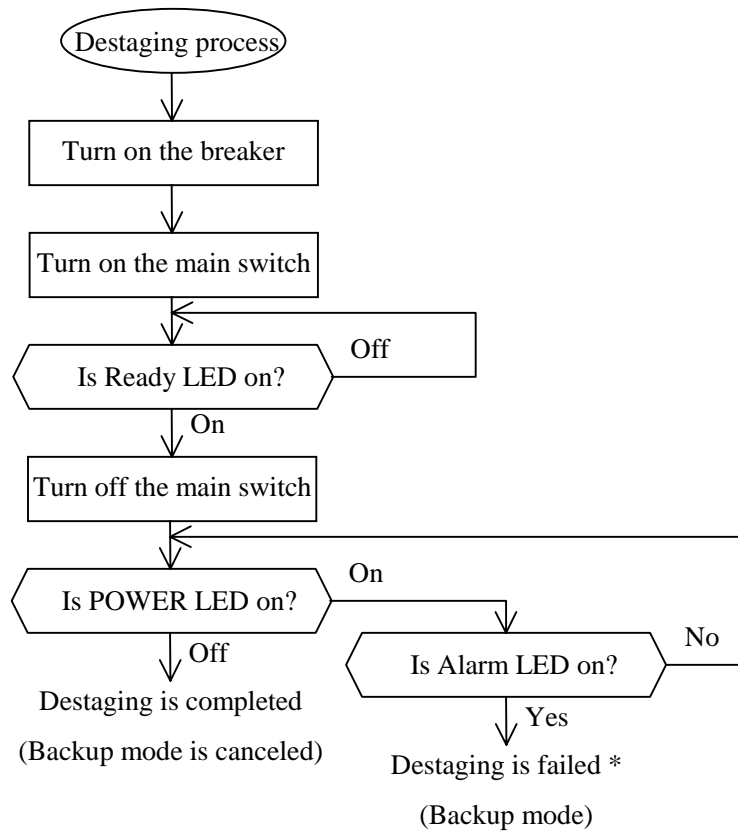 Destaging process
Turn on the breaker
Turn on the main switch
Off
Is Ready LED on?
On
Turn off the main switch
On
Is POWER LED on?
No
Off
Is Alarm LED on?
Destaging is completed
Yes
(Backup mode is canceled)
Destaging is failed *
(Backup mode)